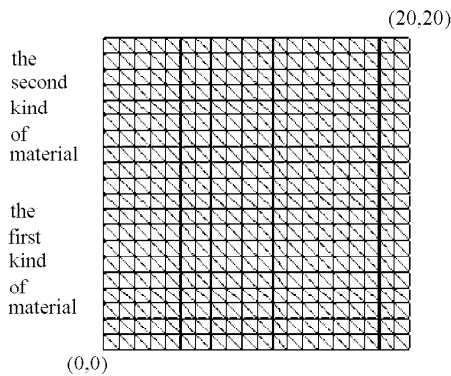 (20,20)
the
second
kind
of
material
the
first
kind
of
material
(0,0)